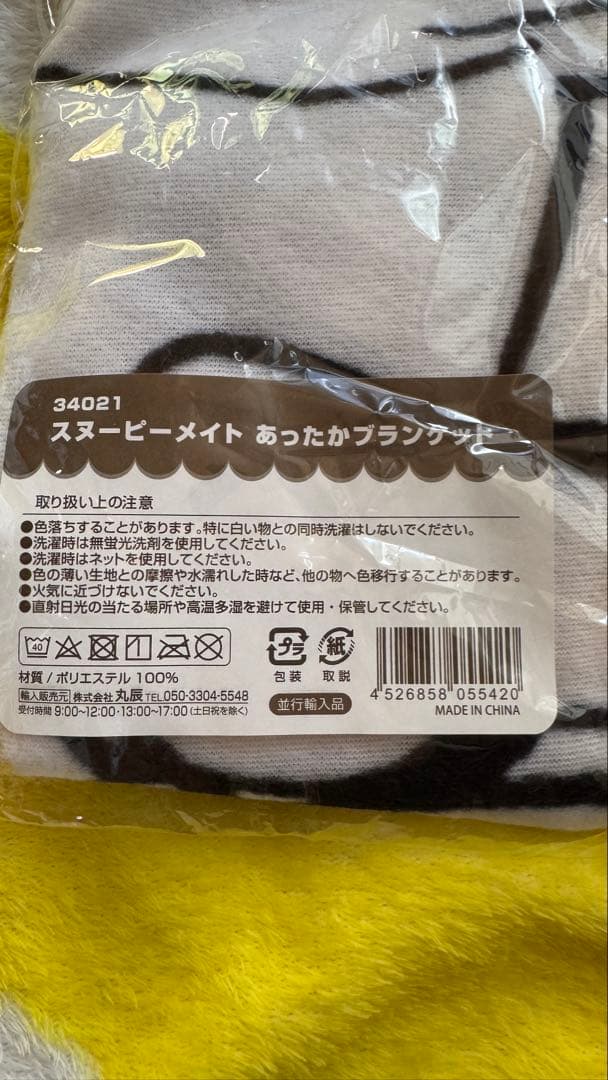 34021
スヌーピーメイト あったかブランケット
取り扱い上の注意
●色落ちすることがあります。特に白い物との同時洗濯はしないでください。
●洗濯時は無蛍光洗剤を使用してください。
●洗濯時はネットを使用してください。
●色の薄い生地との摩擦や水濡れした時など、他の物へ色移行することがあります。
●火気に近づけないでください。
●直射日光の当たる場所や高温多湿を避けて使用・保管してください。
40
プラ 紙
包装 取説
材質/ポリエステル 100%
輸入販売元 株式会社 丸辰 TEL.050-3304-5548
受付時間 9:00~12:00・13:00~17:00(土日祝を除く)
並行輸入品
4 526858 055420
MADE IN CHINA